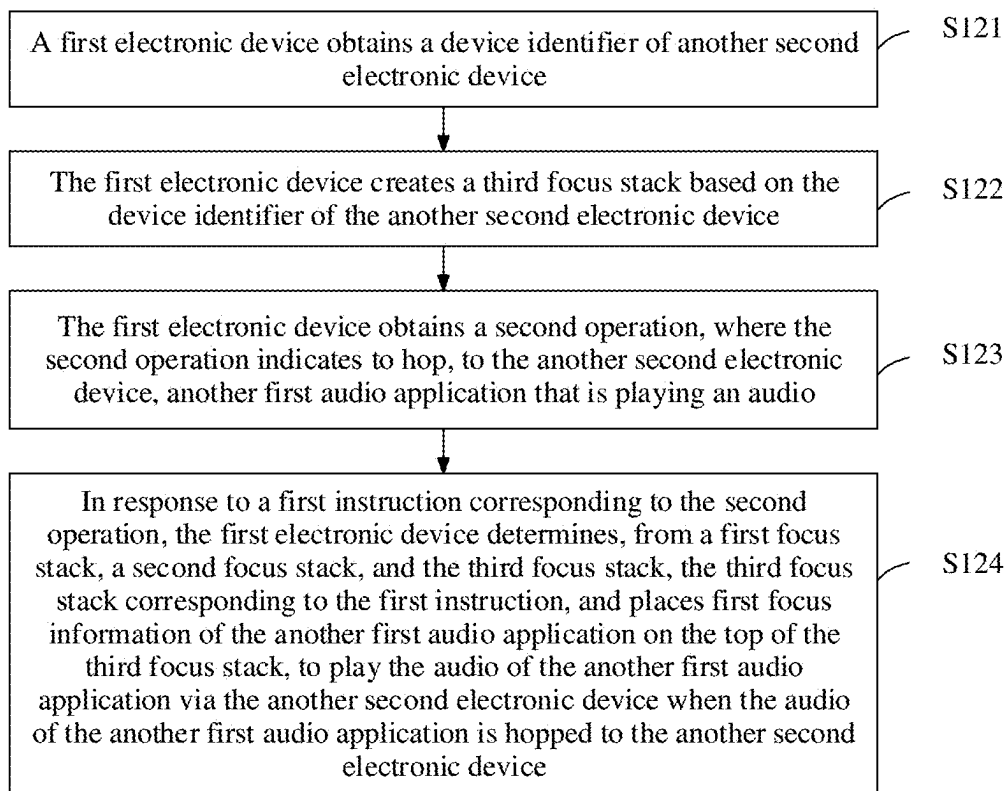 A first electronic device obtains a device identifier of another second
electronic device
S121
The first electronic device creates a third focus stack based on the
device identifier of the another second electronic device
S122
The first electronic device obtains a second operation, where the
second operation indicates to hop, to the another second electronic
device, another first audio application that is playing an audio
S123
In response to a first instruction corresponding to the second
operation, the first electronic device determines, from a first focus
stack, a second focus stack, and the third focus stack, the third focus
stack corresponding to the first instruction, and places first focus
information of the another first audio application on the top of the
third focus stack, to play the audio of the another first audio
application via the another second electronic device when the audio
of the another first audio application is hopped to the another second
electronic device
S124